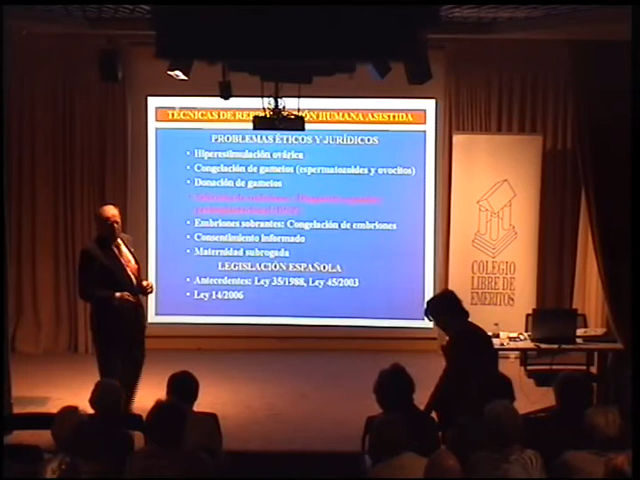 TÉCNICAS DE REPRODUCCIÓN HUMANA ASISTIDA
PROBLEMAS ÉTICOS Y JURÍDICOS
• Hiperestimulación ovárica
• Congelación de gametos (espermatozoides y ovocitos)
• Donación de gametos
• Embriones sobrantes: Congelación de embriones
• Consentimiento informado
• Maternidad subrogada
LEGISLACIÓN ESPAÑOLA
• Antecedentes: Ley 35/1988, Ley 45/2003
• Ley 14/2006
COLEGIO
LIBRE DE
EMÉRITOS